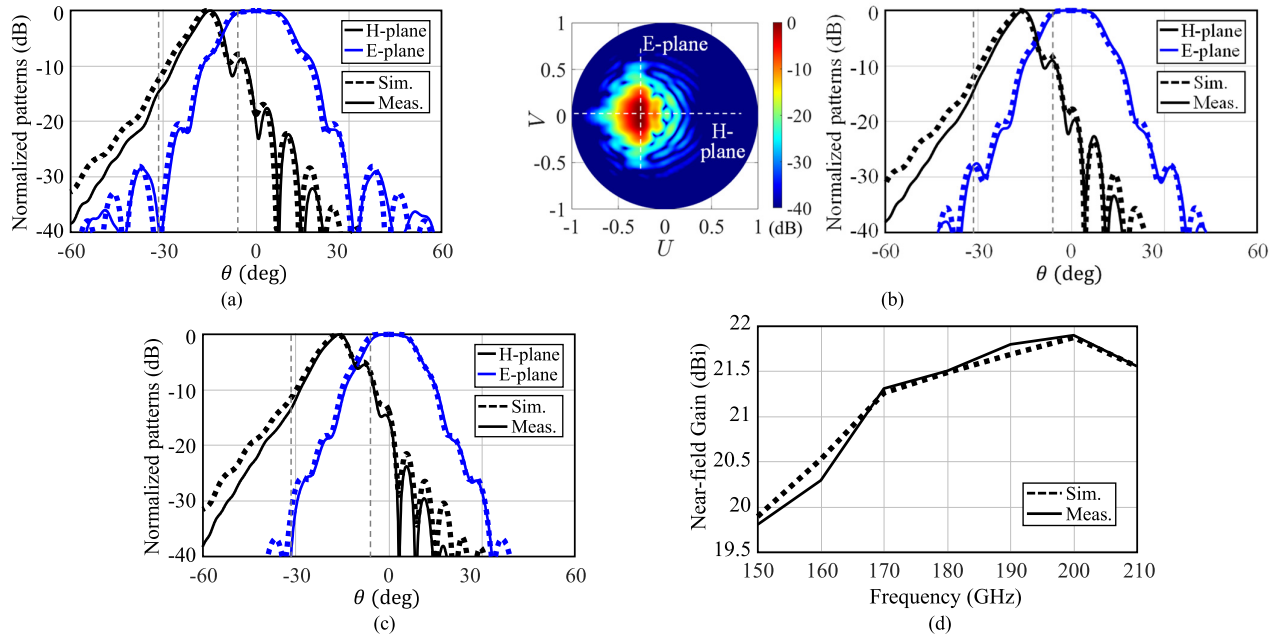 Normalized patterns (dB)
0
-10
-20
-30
-40
-60
-30
0
30
60
θ (deg)
H-plane
E-plane
Sim.
Meas.
(a)
V
1
0.5
0
-0.5
-1
-1
-0.5
0
0.5
1
U
E-plane
H-
plane
0
-10
-20
-30
-40
(dB)
Normalized patterns (dB)
0
-10
-20
-30
-40
-60
-30
0
30
60
θ (deg)
H-plane
E-plane
Sim.
Meas.
(b)
Normalized patterns (dB)
0
-10
-20
-30
-40
-60
-30
0
30
60
θ (deg)
H-plane
E-plane
Sim.
Meas.
(c)
Near-field Gain (dBi)
22
21.5
21
20.5
20
19.5
150
160
170
180
190
200
210
Frequency (GHz)
Sim.
Meas.
(d)